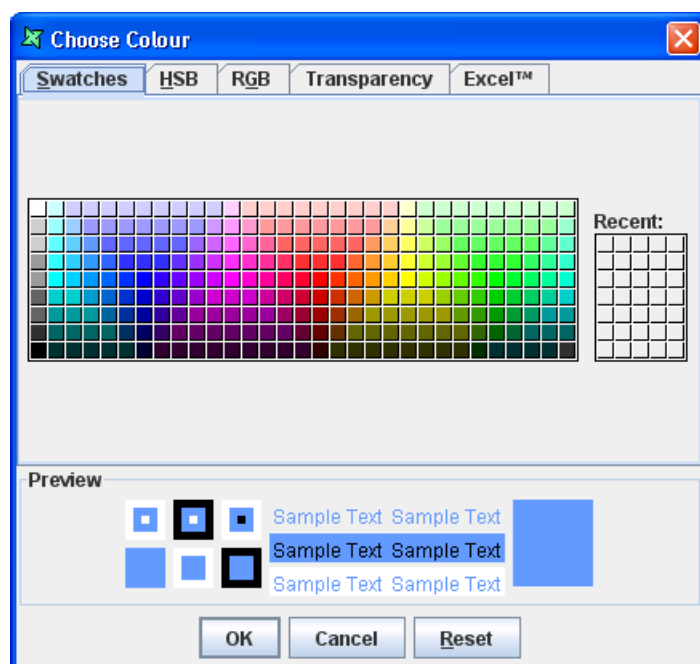 Choose Colour
Swatches HSB RGB Transparency Excel™
Recent:
Preview
Sample Text Sample Text
Sample Text Sample Text
Sample Text Sample Text
OK Cancel Reset